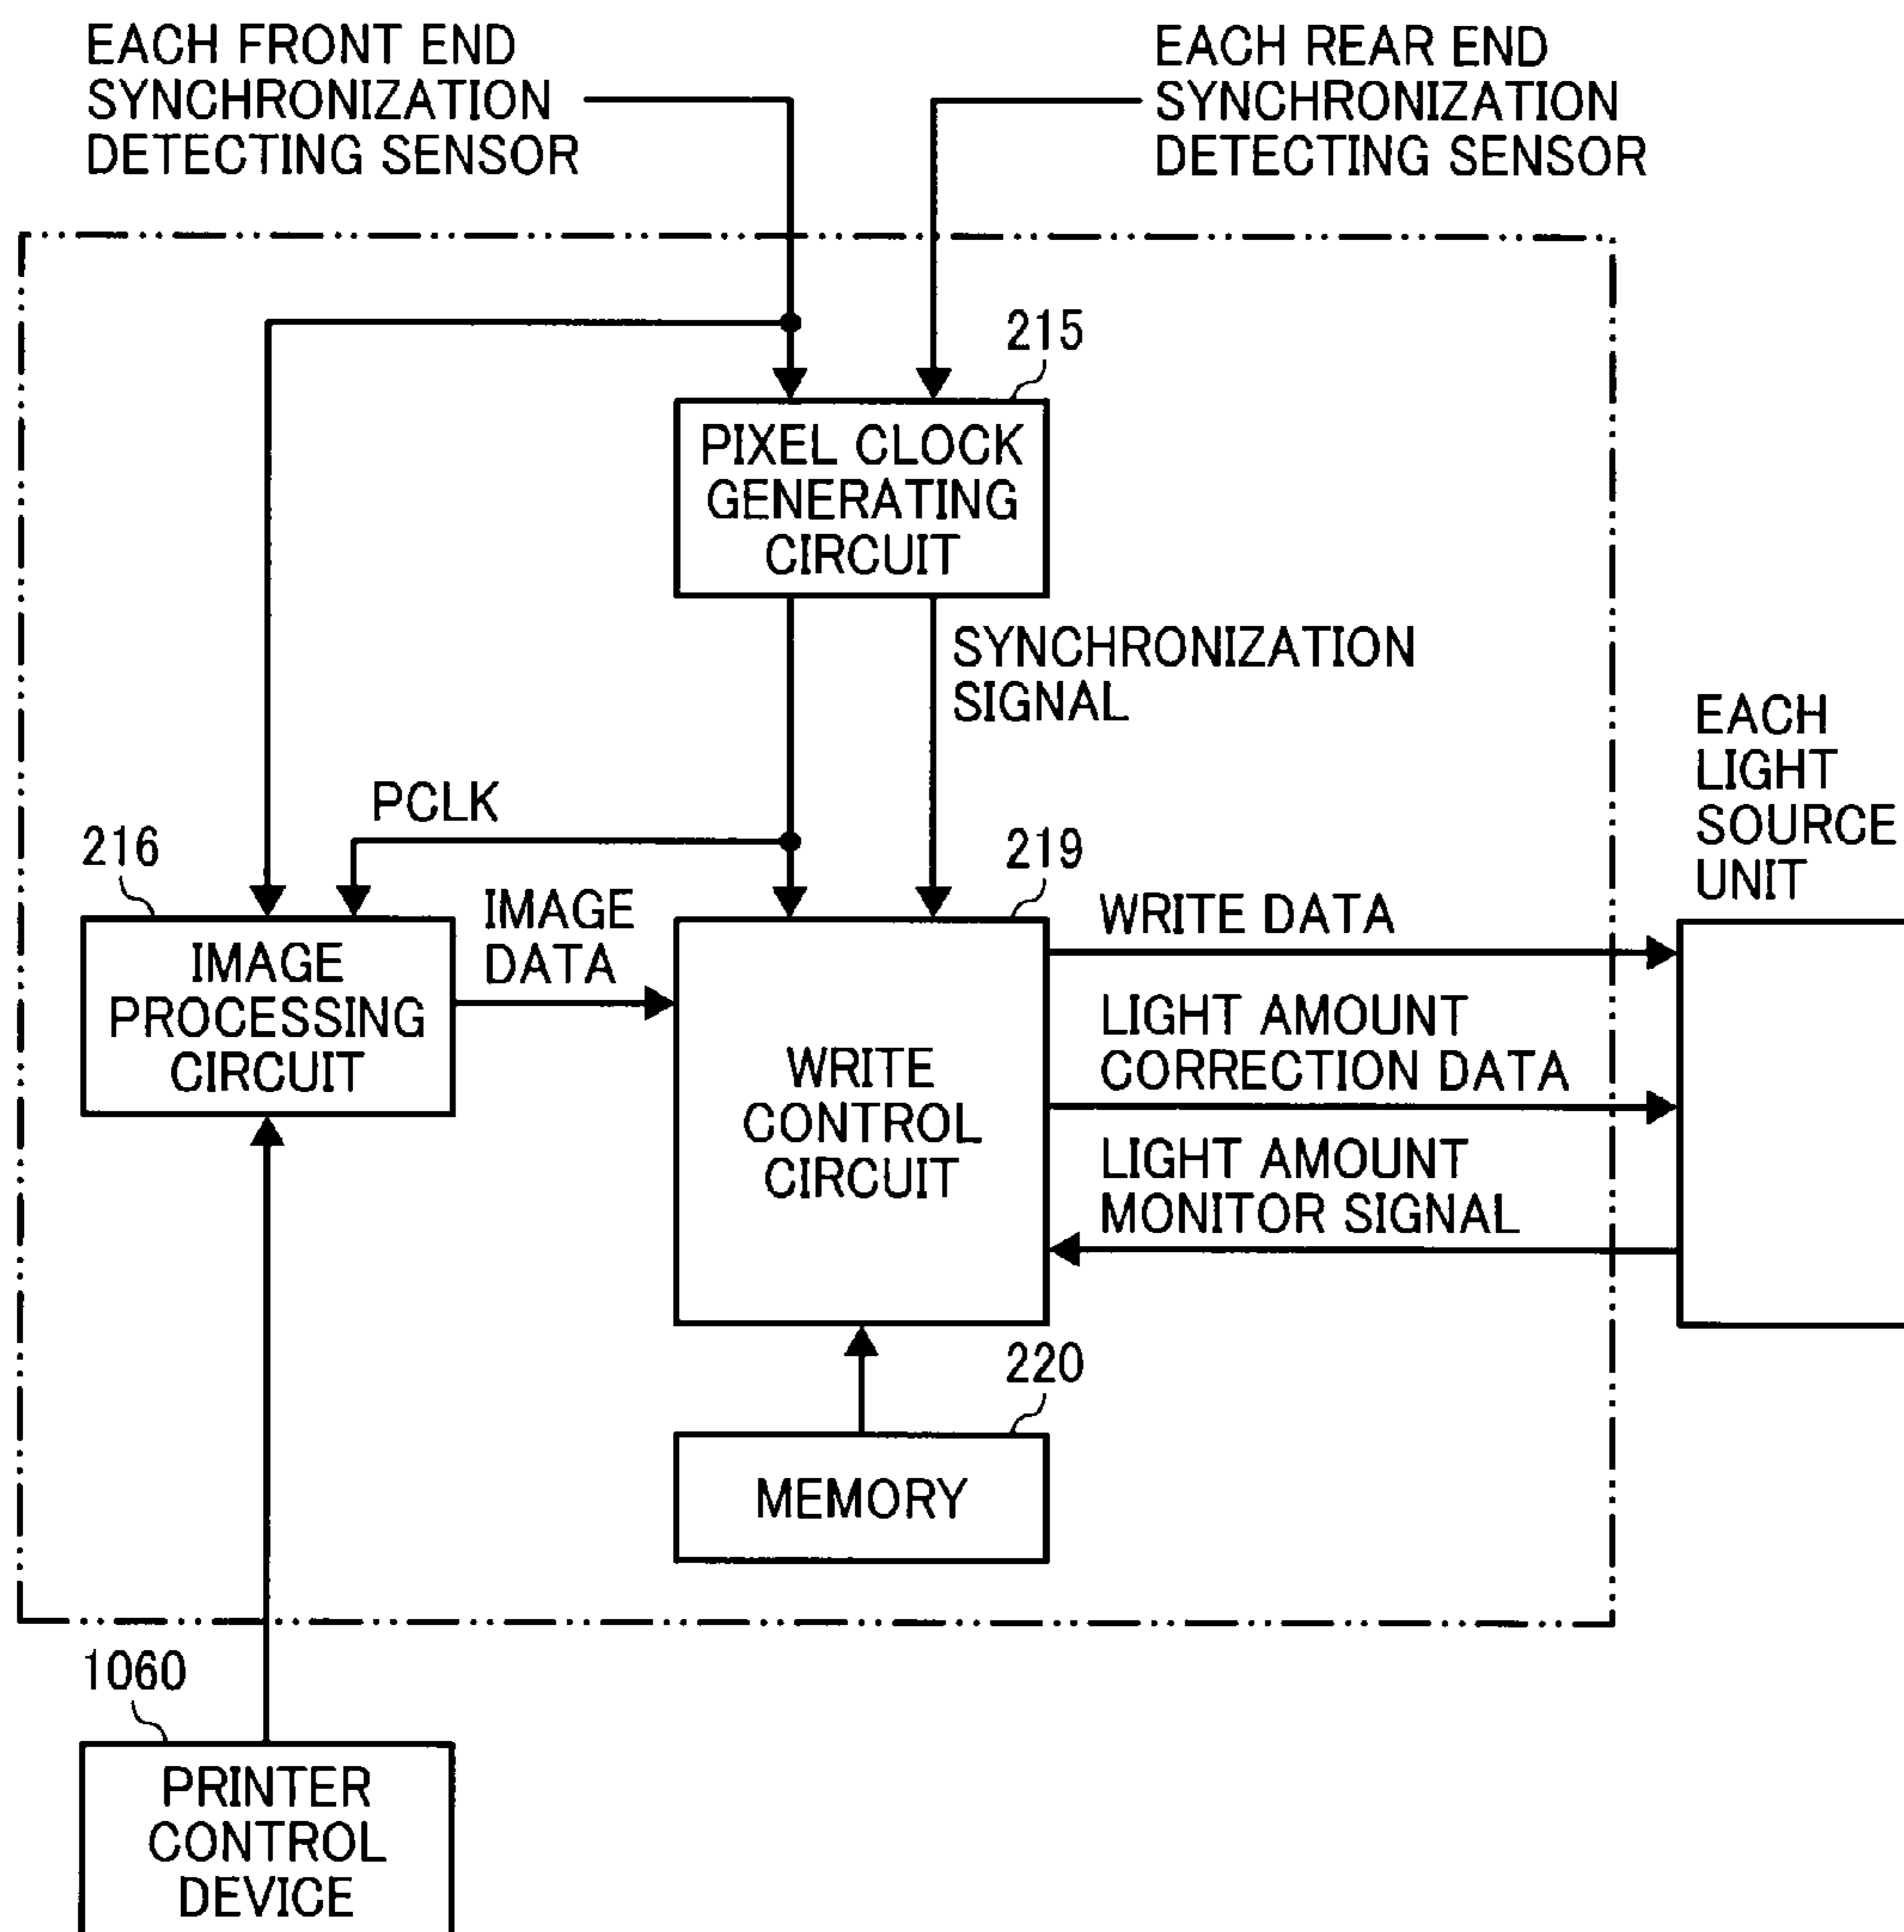 EACH FRONT END
SYNCHRONIZATION
DETECTING SENSOR
EACH REAR END
SYNCHRONIZATION
DETECTING SENSOR
215
PIXEL CLOCK
GENERATING
CIRCUIT
SYNCHRONIZATION
SIGNAL
EACH
LIGHT
SOURCE
UNIT
PCLK
216
219
IMAGE
DATA
WRITE DATA
IMAGE
PROCESSING
CIRCUIT
LIGHT AMOUNT
CORRECTION DATA
WRITE
CONTROL
CIRCUIT
LIGHT AMOUNT
MONITOR SIGNAL
220
MEMORY
1060
PRINTER
CONTROL
DEVICE